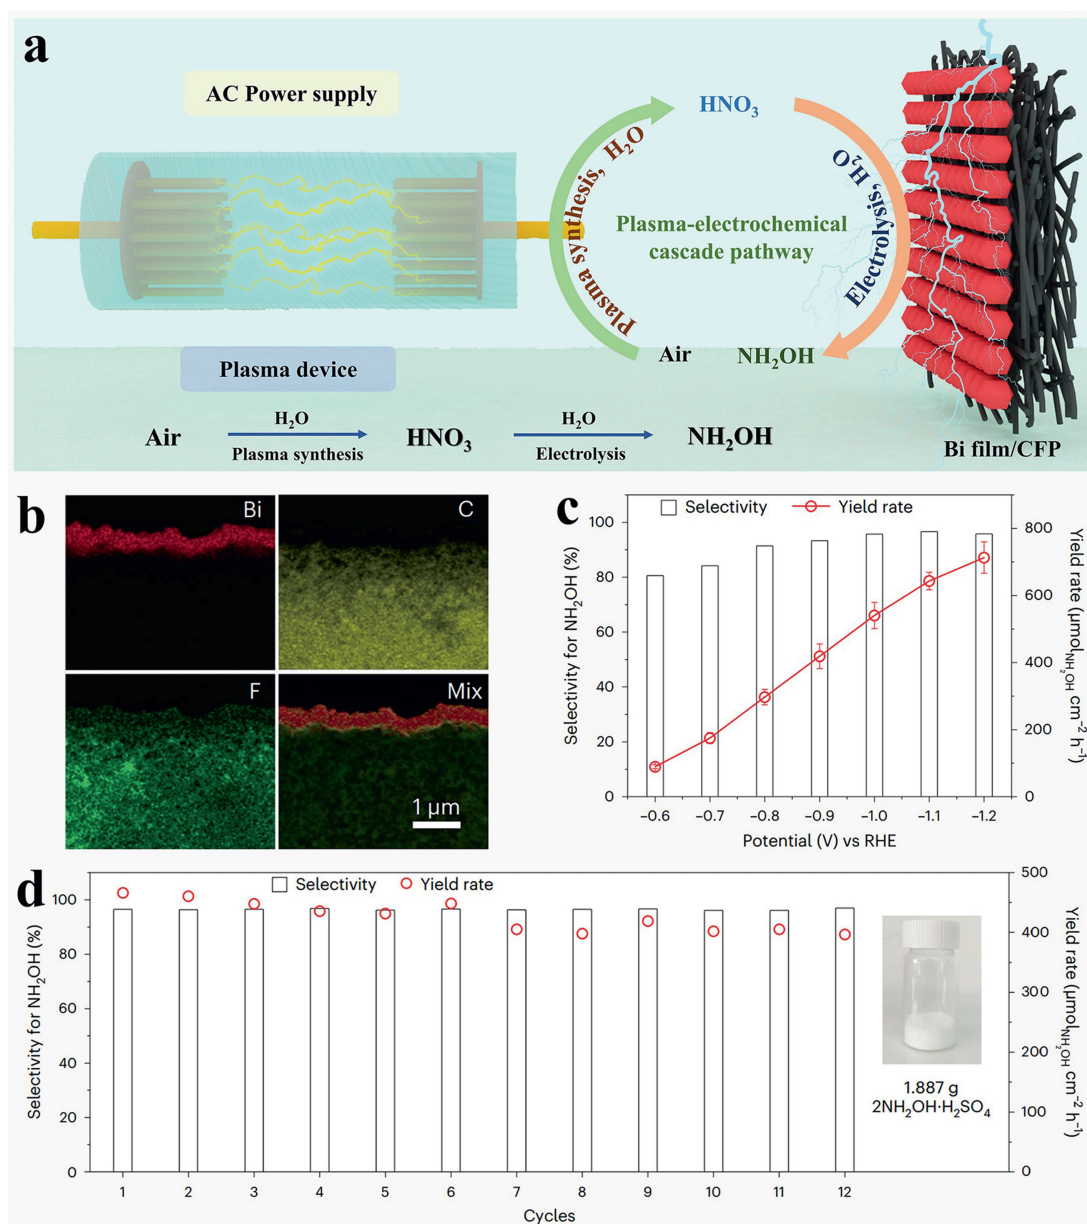 a
AC Power supply
Plasma device
HNO₃
Plasma synthesis, H₂O
Electrolysis, H₂O
Plasma-electrochemical
cascade pathway
Air
NH₂OH
Bi film/CFP
H₂O
H₂O
Air
HNO₃
NH₂OH
Plasma synthesis
Electrolysis
b
Bi
C
F
Mix
1 μm
c
Selectivity
Yield rate
Selectivity for NH₂OH (%)
100
80
60
40
20
0
Yield rate (μmol_NH₂OH cm⁻² h⁻¹)
800
600
400
200
0
−0.6 −0.7 −0.8 −0.9 −1.0 −1.1 −1.2
Potential (V) vs RHE
d
Selectivity
Yield rate
Selectivity for NH₂OH (%)
100
80
60
40
20
0
Yield rate (μmol_NH₂OH cm⁻² h⁻¹)
500
400
300
200
100
0
1.887 g
2NH₂OH·H₂SO₄
1 2 3 4 5 6 7 8 9 10 11 12
Cycles